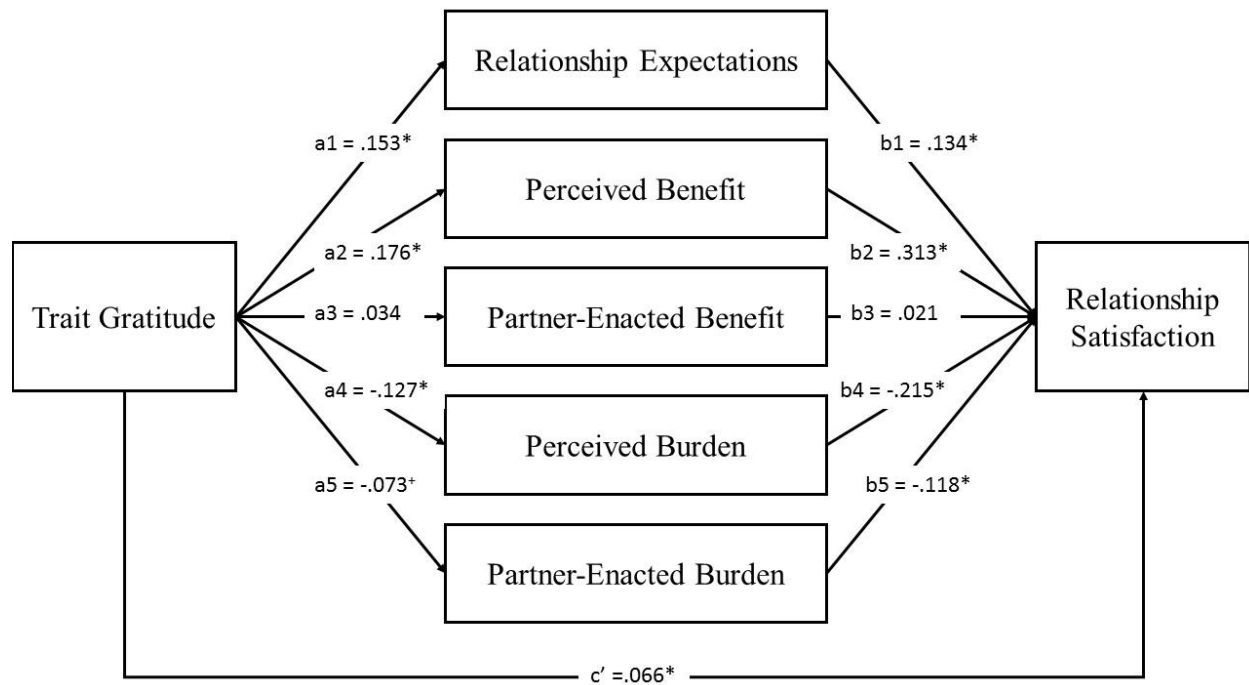 Relationship Expectations
a1 = .153*
b1 = .134*
Perceived Benefit
a2 = .176*
b2 = .313*
Trait Gratitude
a3 = .034
Partner-Enacted Benefit
b3 = .021
Relationship
Satisfaction
a4 = -.127*
b4 = -.215*
Perceived Burden
a5 = -.073⁺
b5 = -.118*
Partner-Enacted Burden
c’ =.066*